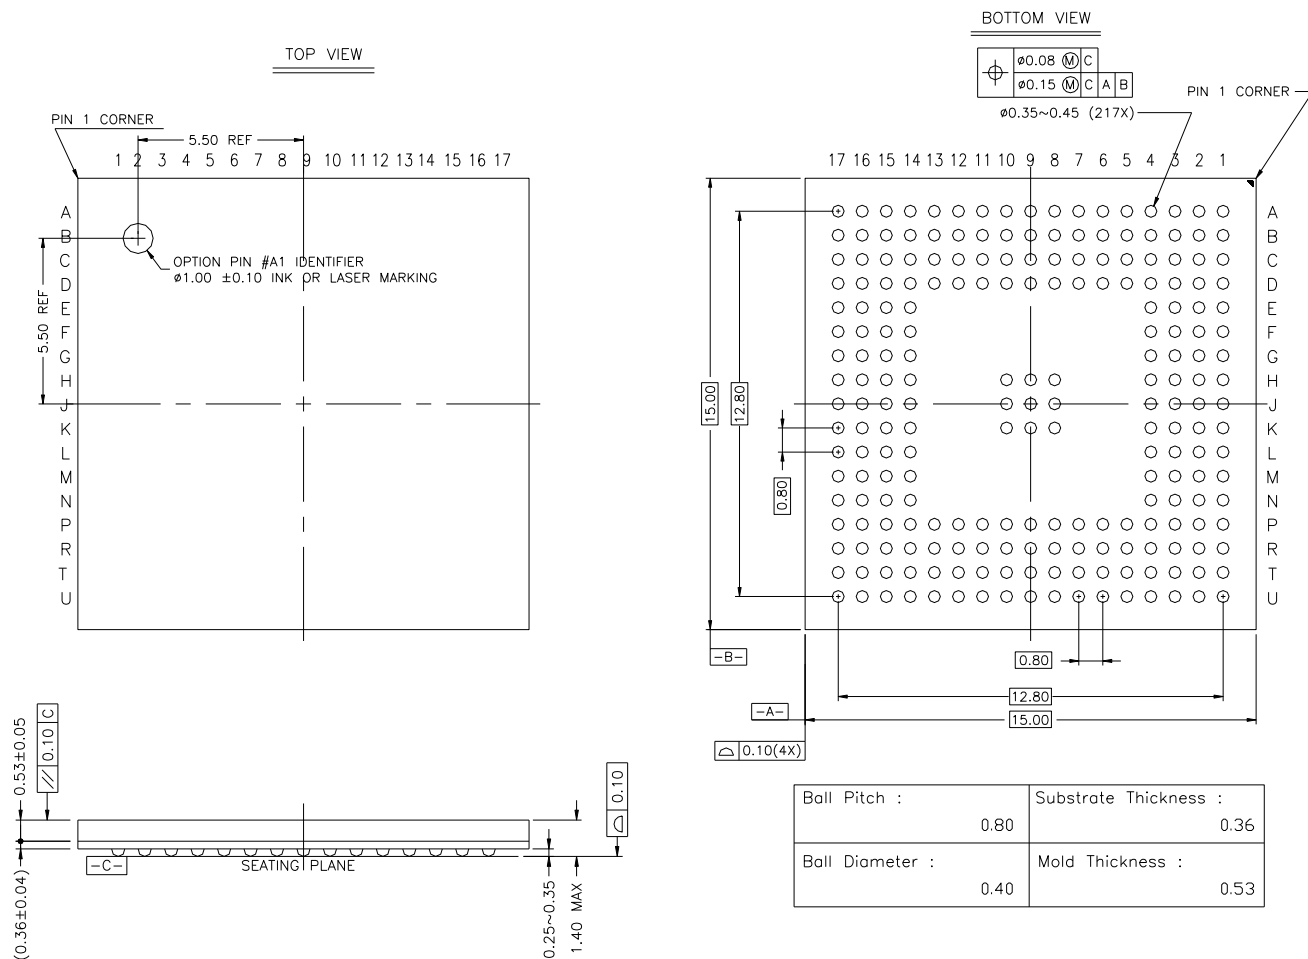 TOP VIEW
PIN 1 CORNER
5.50 REF
1 2 3 4 5 6 7 8 9 10 11 12 13 14 15 16 17
A
B
C
D
E
F
G
H
J
K
L
M
N
P
R
T
U
OPTION PIN #A1 IDENTIFIER
ø1.00 ±0.10 INK OR LASER MARKING
5.50 REF
BOTTOM VIEW
ø0.08 Ⓜ C
ø0.15 Ⓜ C A B
ø0.35~0.45 (217X)
PIN 1 CORNER
17 16 15 14 13 12 11 10 9 8 7 6 5 4 3 2 1
A
B
C
D
E
F
G
H
J
K
L
M
N
P
R
T
U
15.00
12.80
0.80
-B-
0.80
12.80
-A-
15.00
0.10(4X)
0.53±0.05
// 0.10 C
(0.36±0.04)
-C-
SEATING PLANE
0.25~0.35
1.40 MAX
0.10
Ball Pitch :
0.80
Substrate Thickness :
0.36
Ball Diameter :
0.40
Mold Thickness :
0.53